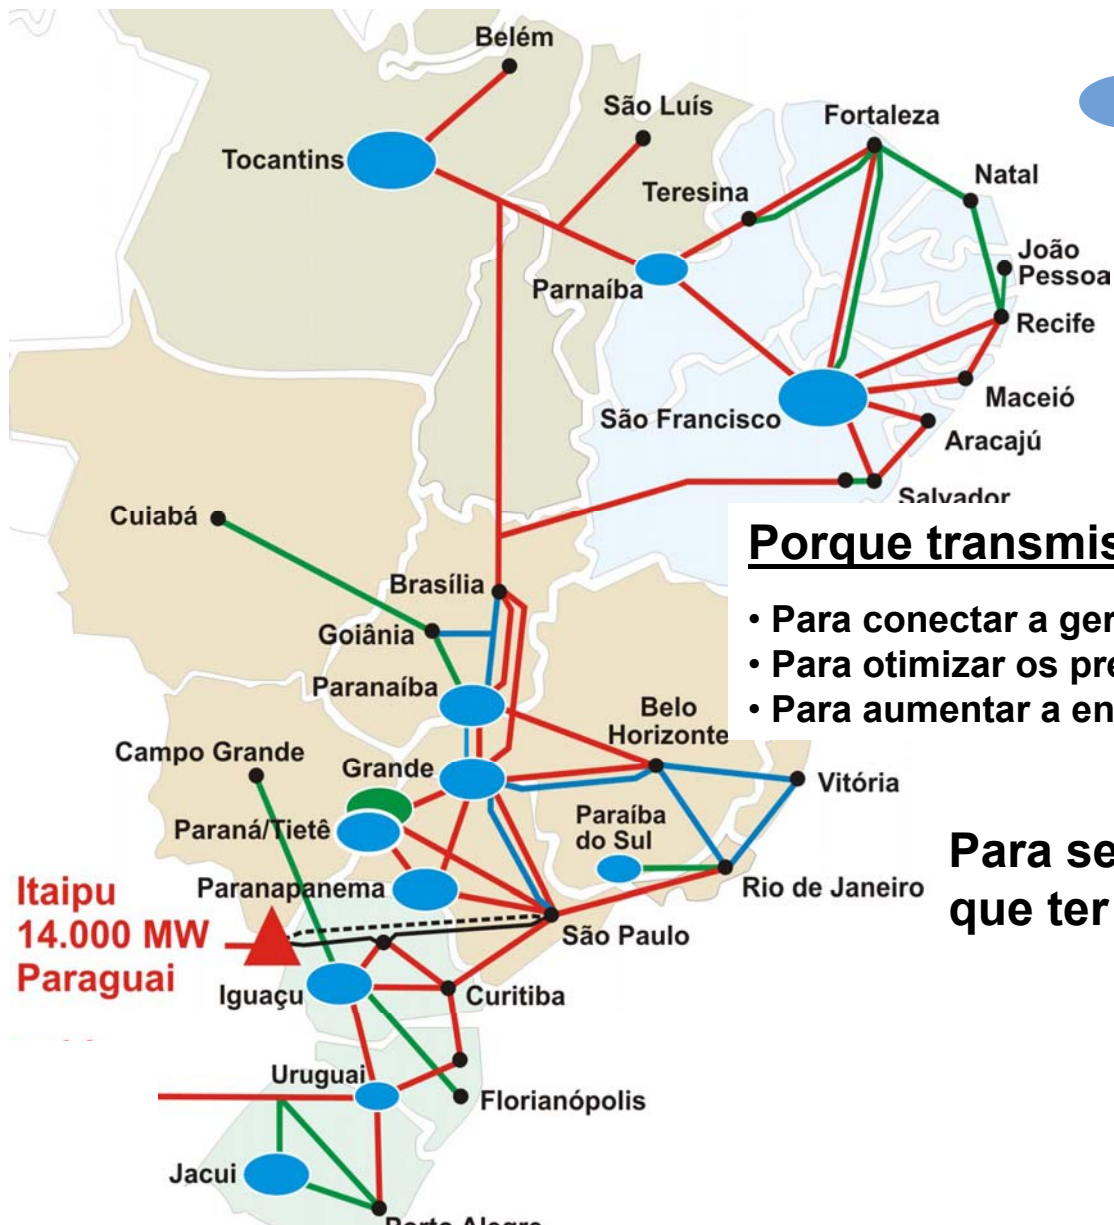 Belém
São Luís
Fortaleza
Tocantins
Natal
Teresina
João
Pessoa
Parnaíba
Recife
Maceió
São Francisco
Aracajú
Salvador
Cuiabá
Porque transmis
Brasília
• Para conectar a ger
Goiânia
• Para otimizar os pre
Paranaíba
• Para aumentar a en
Belo
Horizonte
Campo Grande
Grande
Vitória
Paraíba
do Sul
Paraná/Tietê
Para se
que ter
Paranapanema
Rio de Janeiro
Itaipu
14.000 MW
Paraguai
São Paulo
Iguaçu
Curitiba
Uruguai
Florianópolis
Jacui
Porto Alegre